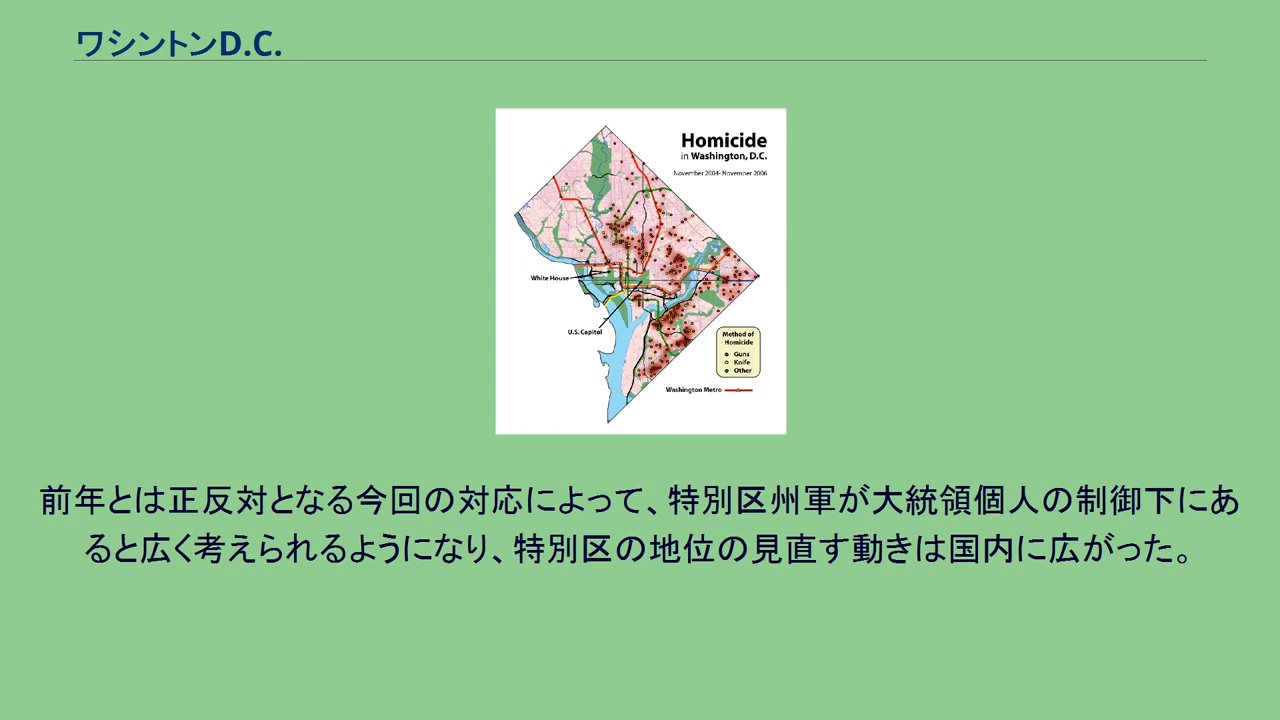 ワシントンD.C.
Homicide
in Washington, D.C.
November 2004- November 2006
White House
U.S. Capitol
Method of
Homicide
Guns
Knife
Other
Washington Metro
前年とは正反対となる今回の対応によって、特別区州軍が大統領個人の制御下にあ
ると広く考えられるようになり、特別区の地位の見直す動きは国内に広がった。